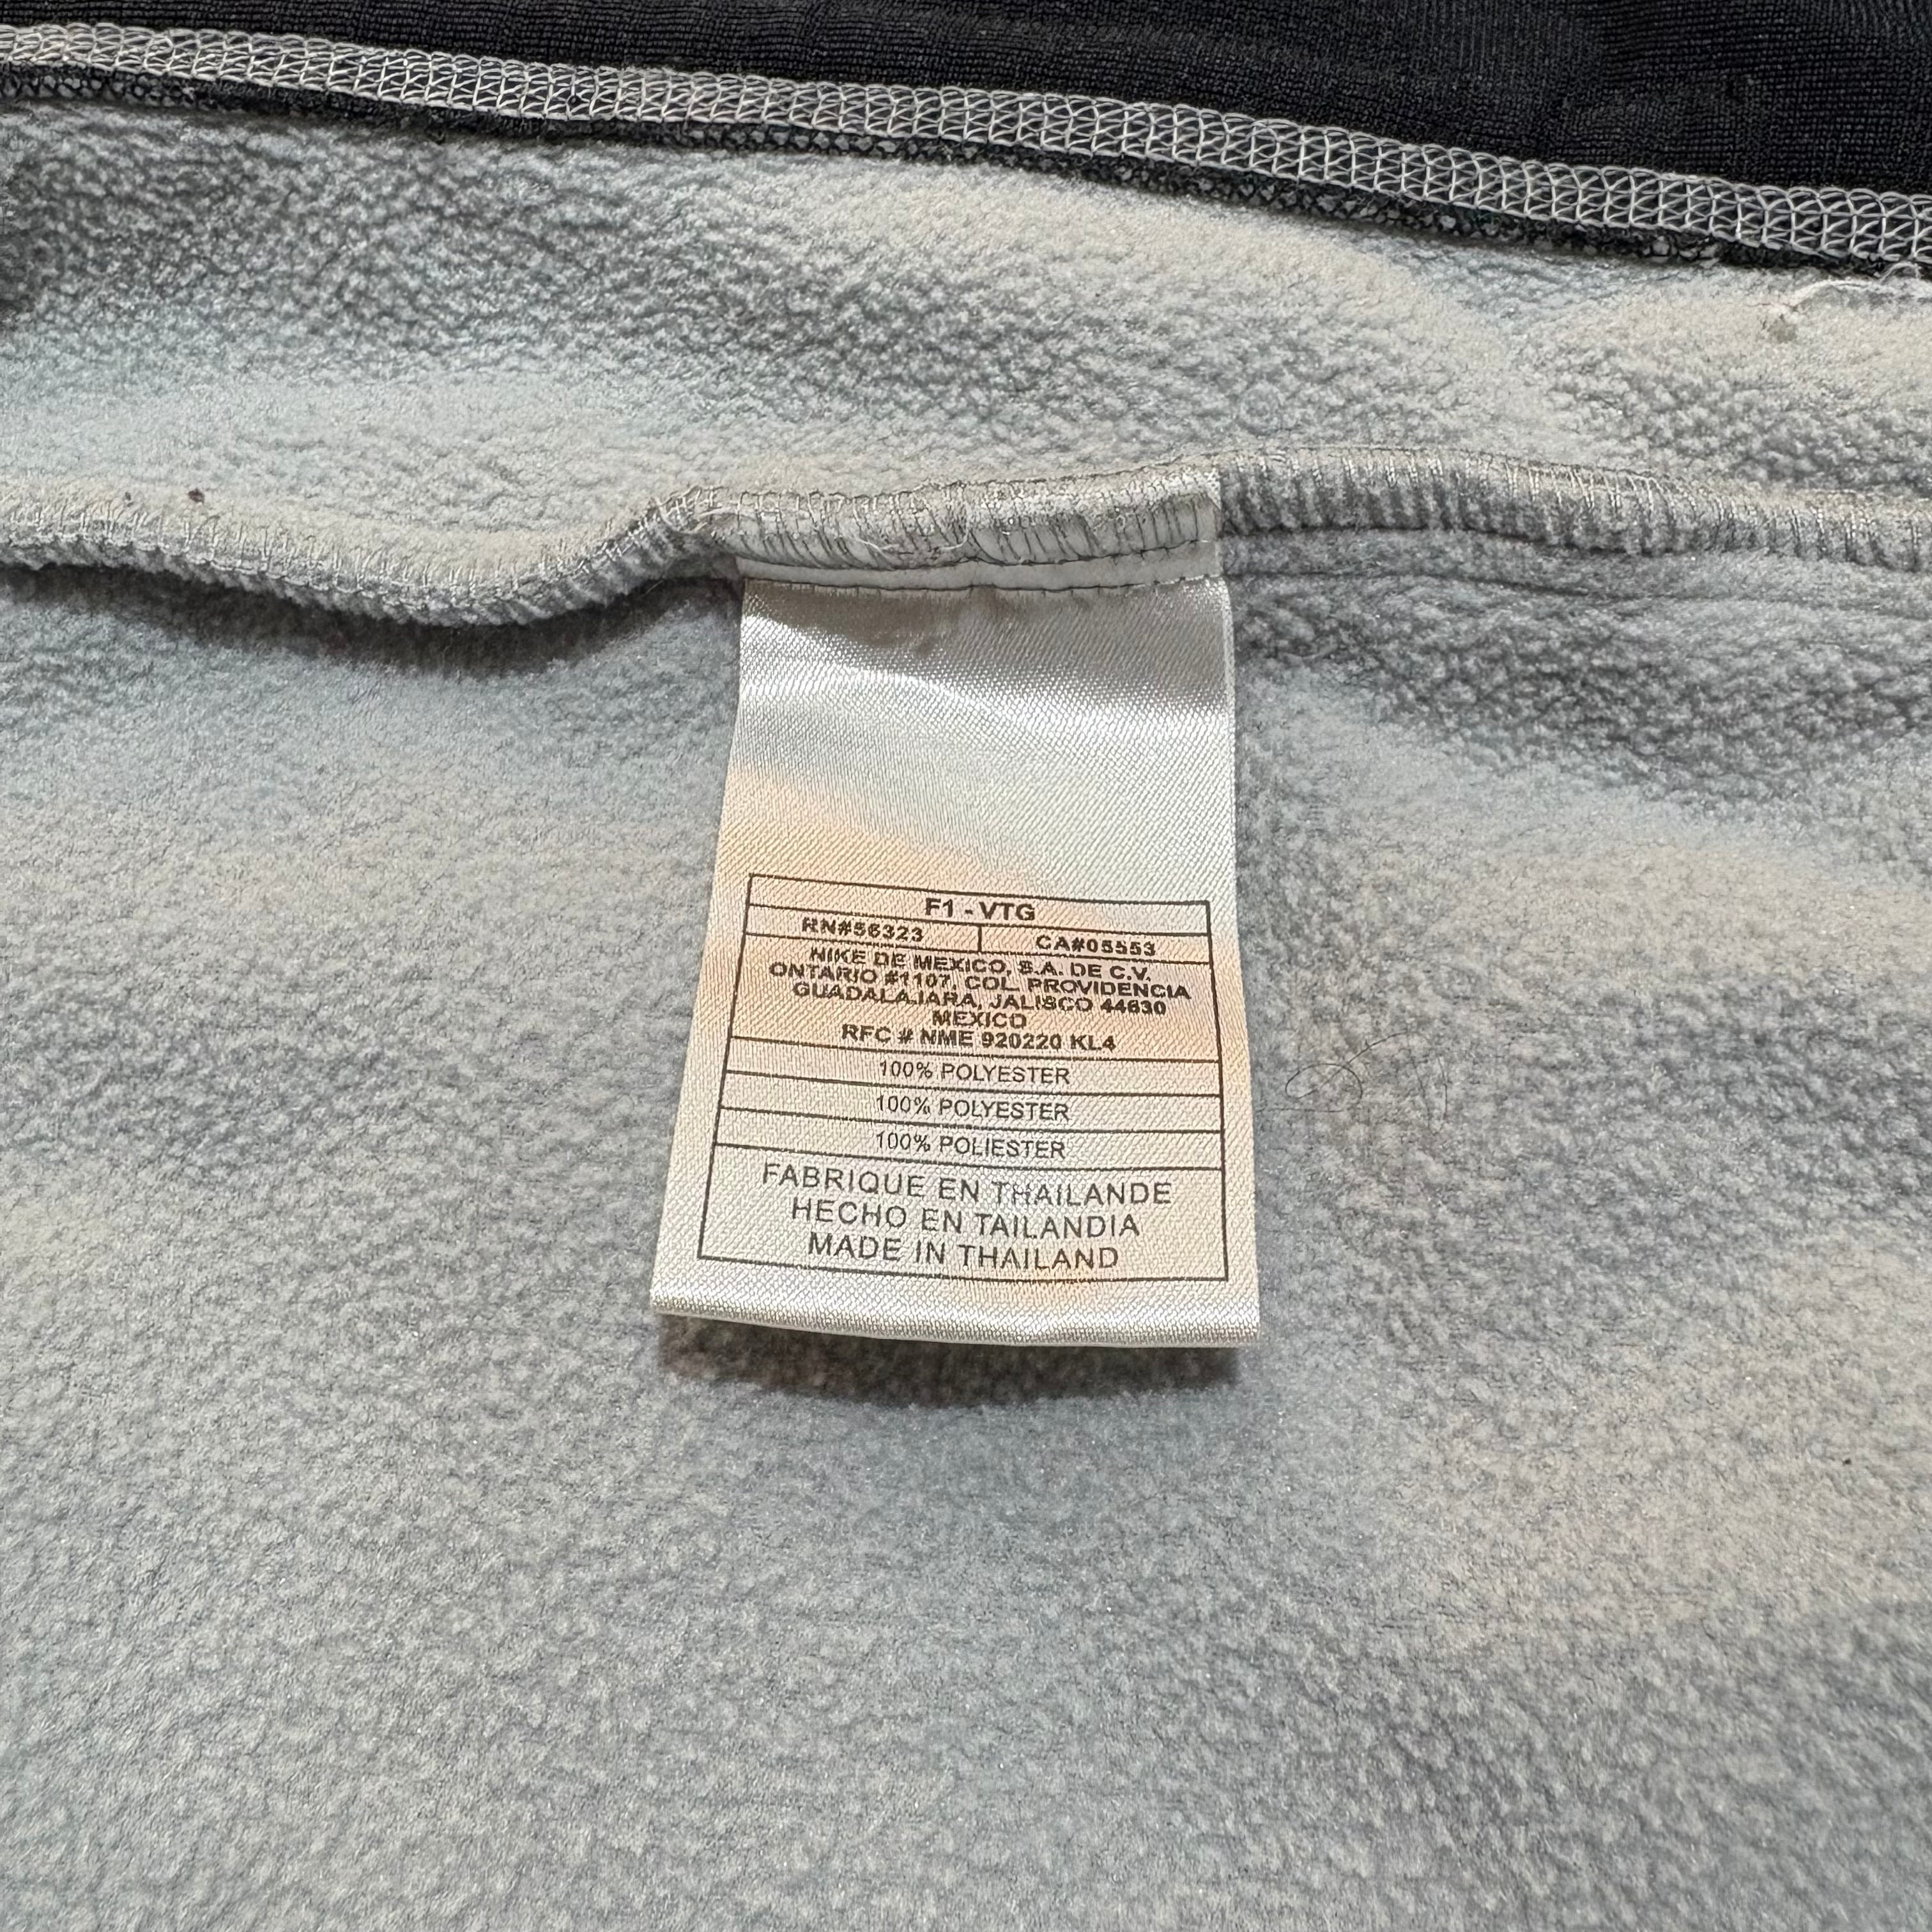 F1 - VTG
RN#56323 CA#05553
NIKE DE MEXICO, S.A. DE C.V.
ONTARIO #1107, COL. PROVIDENCIA
GUADALAJARA, JALISCO 44630
MEXICO
RFC # NME 920220 KL4
100% POLYESTER
100% POLYESTER
100% POLIESTER
FABRIQUE EN THAILANDE
HECHO EN TAILANDIA
MADE IN THAILAND